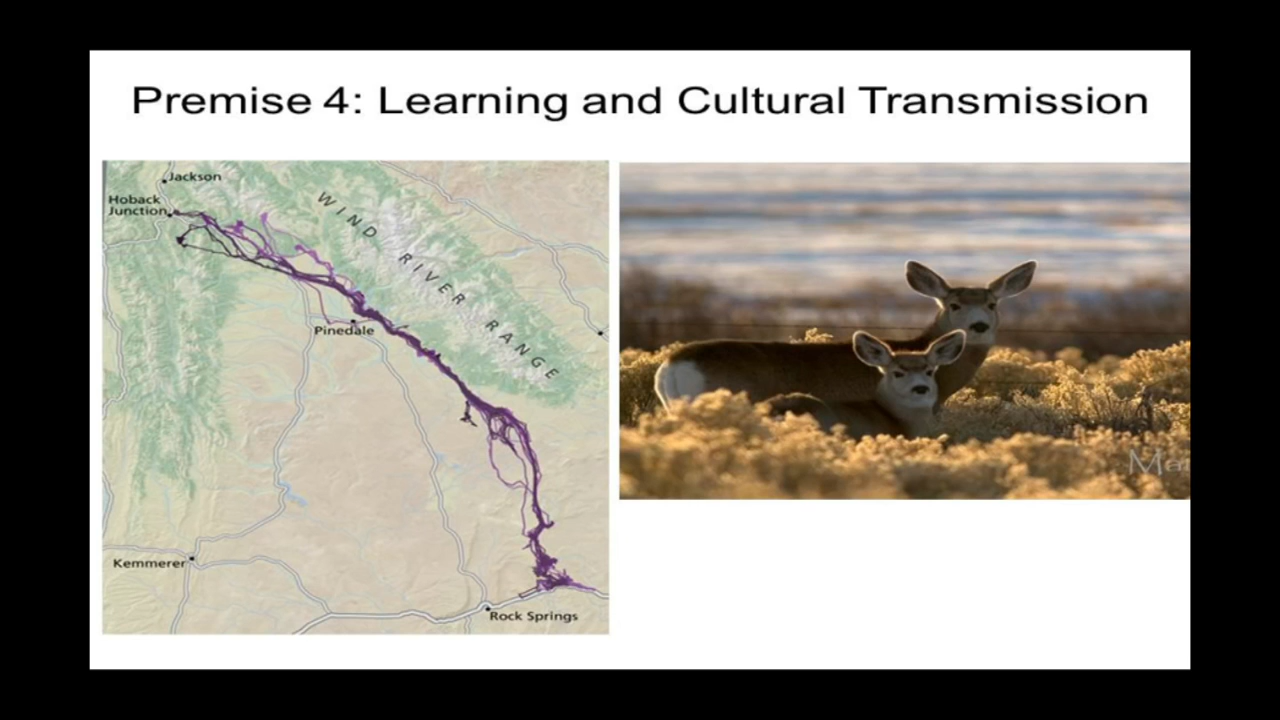 Premise 4: Learning and Cultural Transmission
Jackson
Hoback
Junction
WIND RIVER RANGE
Pinedale
Kemmerer
Rock Springs